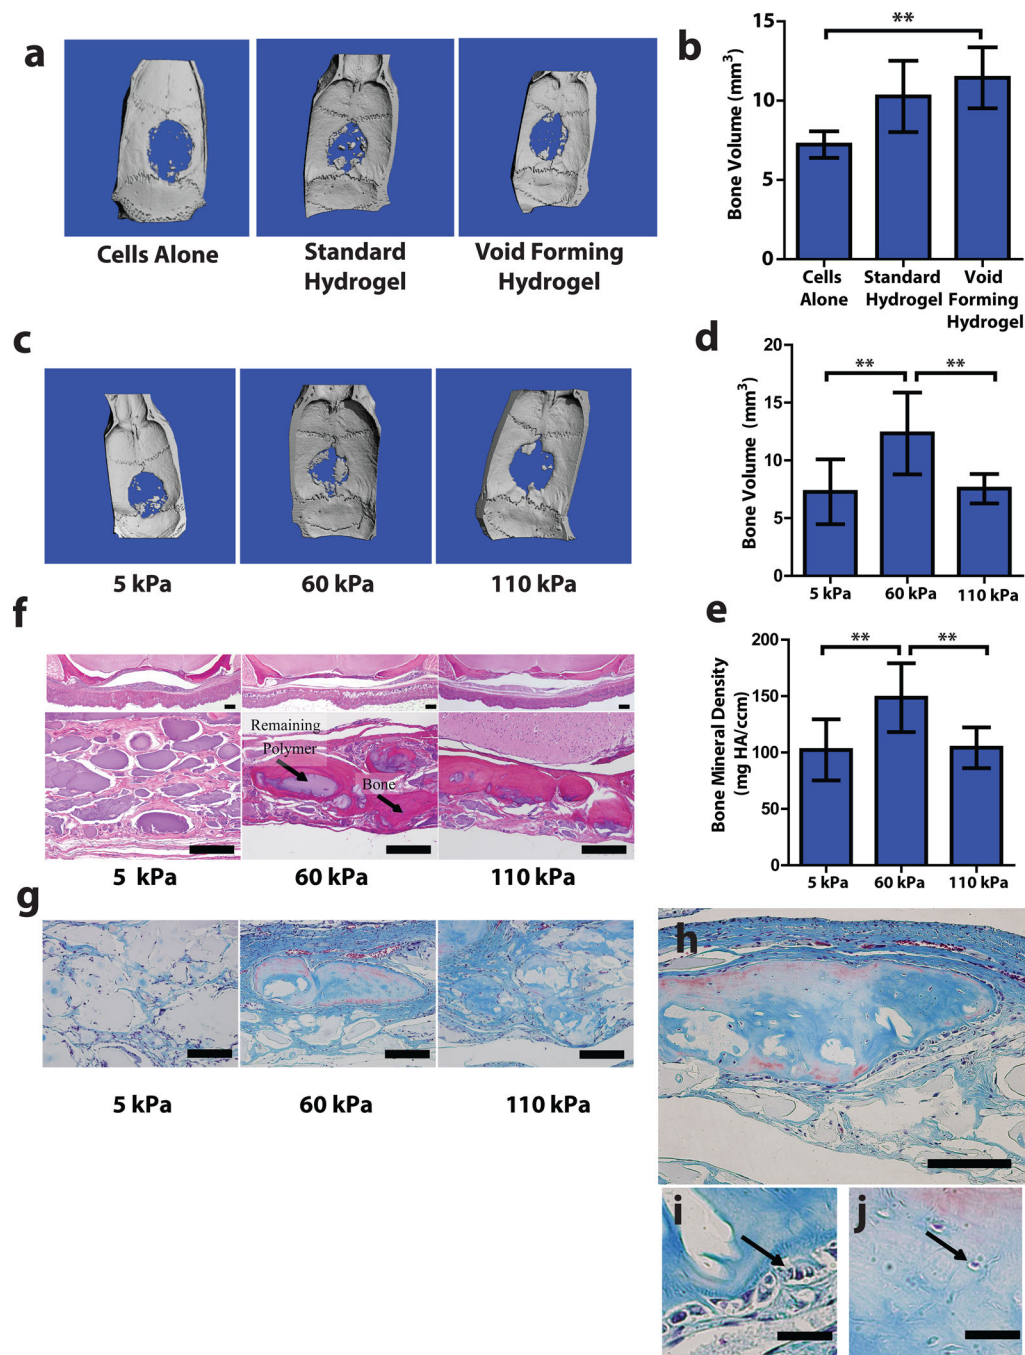 a
Cells Alone
Standard
Hydrogel
Void Forming
Hydrogel
b
Bone Volume (mm³)
15
10
5
0
**
Cells
Alone
Standard
Hydrogel
Void
Forming
Hydrogel
c
5 kPa
60 kPa
110 kPa
d
Bone Volume (mm³)
20
15
10
5
0
**
**
5 kPa
60 kPa
110 kPa
e
Bone Mineral Density
(mg HA/ccm)
200
150
100
50
0
**
**
5 kPa
60 kPa
110 kPa
f
Remaining
Polymer
Bone
5 kPa
60 kPa
110 kPa
g
5 kPa
60 kPa
110 kPa
h
i
j